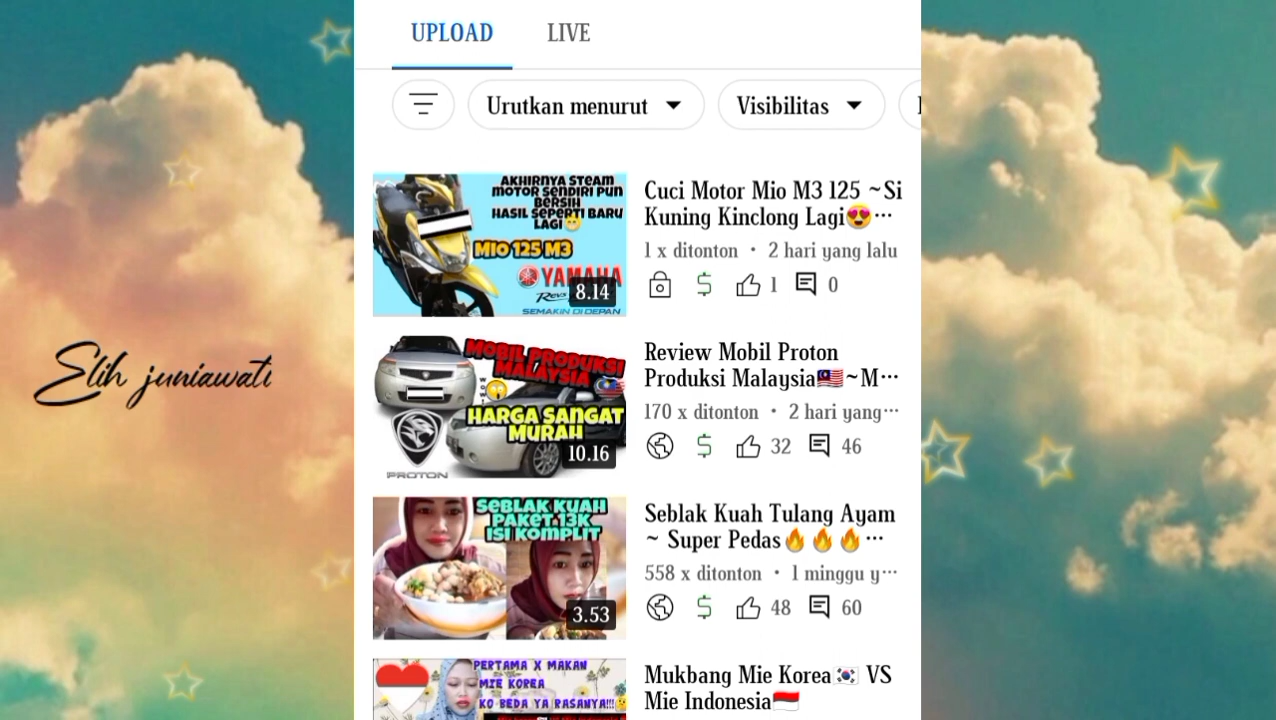 UPLOAD LIVE
Urutkan menurut Visibilitas
AKHIRNYA STEAM
MOTOR SENDIRI PUN
BERSIH
HASIL SEPERTI BARU
LAGI😁
MIO 125 M3
YAMAHA
Revs
SEMAKIN DI DEPAN
8.14
Cuci Motor Mio M3 125 ~Si
Kuning Kinclong Lagi😍···
1 x ditonton • 2 hari yang lalu
1 0
MOBIL PRODUKSI
MALAYSIA
HARGA SANGAT
MURAH
PROTON
10.16
Review Mobil Proton
Produksi Malaysia🇲🇾~M···
170 x ditonton • 2 hari yang···
32 46
Elih juniawati
SEBLAK KUAH
PAKET 13K
ISI KOMPLIT
3.53
Seblak Kuah Tulang Ayam
~ Super Pedas🔥🔥🔥···
558 x ditonton • 1 minggu y···
48 60
PERTAMA X MAKAN
MIE KOREA
KO BEDA YA RASANYA!!!
Mukbang Mie Korea🇰🇷 VS
Mie Indonesia🇮🇩